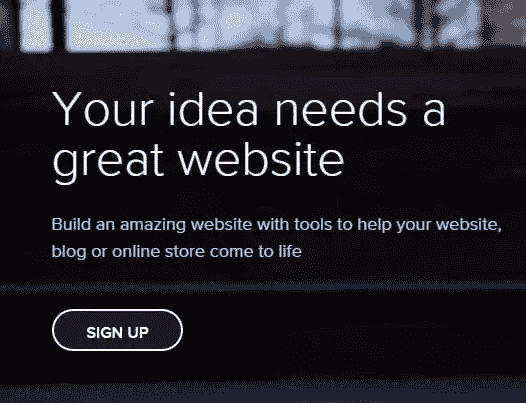 Your idea needs a
great website
Build an amazing website with tools to help your website,
blog or online store come to life
SIGN UP